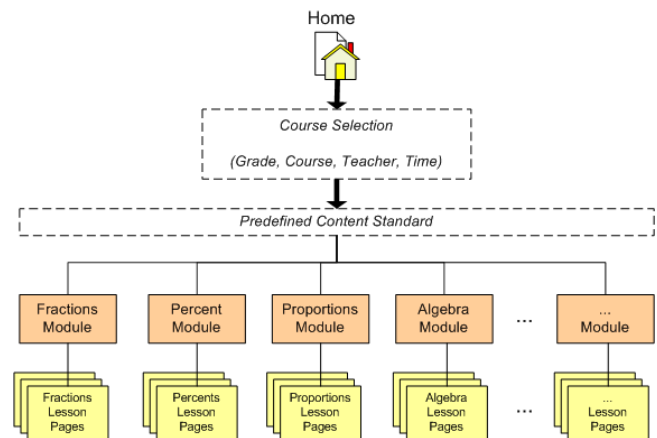 Home
Course Selection
(Grade, Course, Teacher, Time)
Predefined Content Standard
Fractions
Module
Percent
Module
Proportions
Module
Algebra
Module
...
...
Module
Fractions
Lesson
Pages
Percents
Lesson
Pages
Proportions
Lesson
Pages
Algebra
Lesson
Pages
...
...
Lesson
Pages